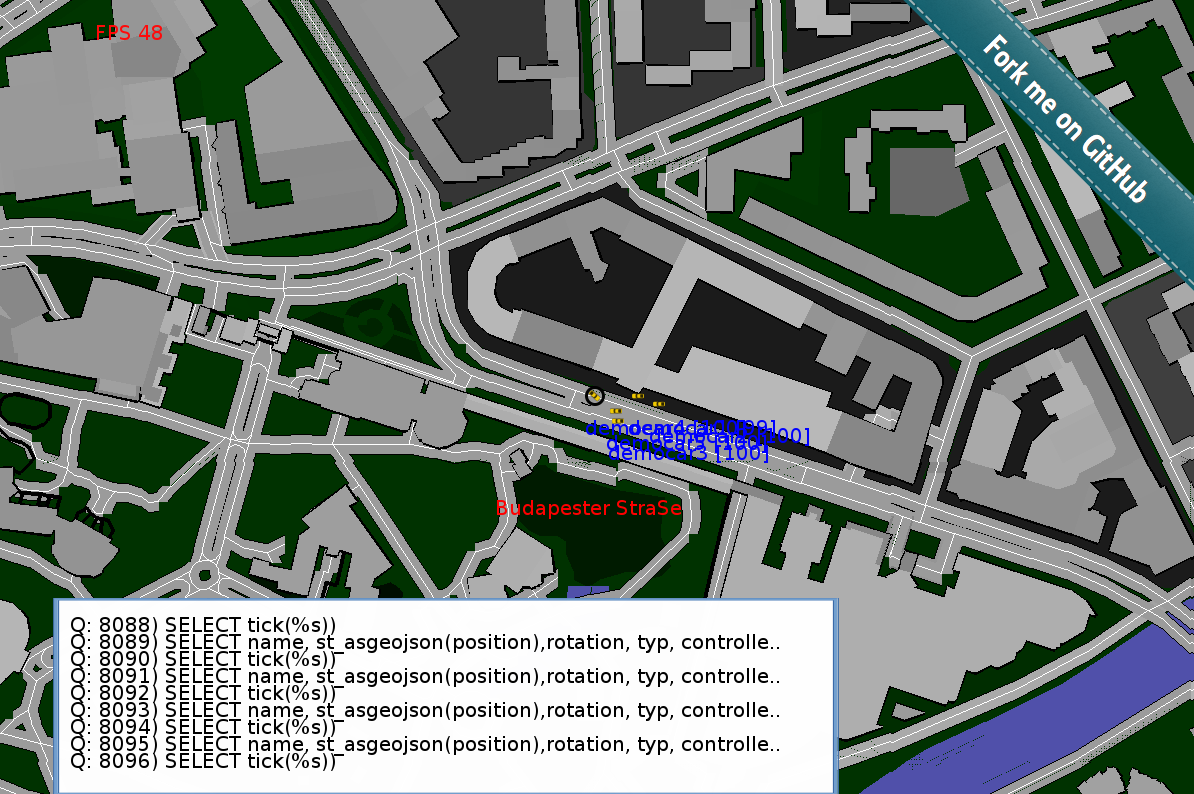 FPS 48
Fork me on GitHub
democar3 [100]
Budapester StraSe
Q: 8088) SELECT tick(%s))
Q: 8089) SELECT name, st_asgeojson(position),rotation, typ, controlle..
Q: 8090) SELECT tick(%s))
Q: 8091) SELECT name, st_asgeojson(position),rotation, typ, controlle..
Q: 8092) SELECT tick(%s))
Q: 8093) SELECT name, st_asgeojson(position),rotation, typ, controlle..
Q: 8094) SELECT tick(%s))
Q: 8095) SELECT name, st_asgeojson(position),rotation, typ, controlle..
Q: 8096) SELECT tick(%s))